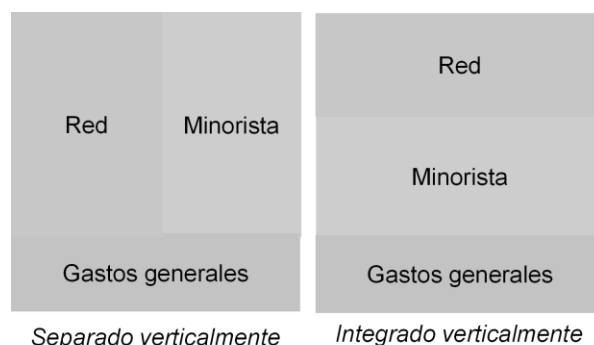 Red
Minorista
Gastos generales
Separado verticalmente
Red
Minorista
Gastos generales
Integrado verticalmente